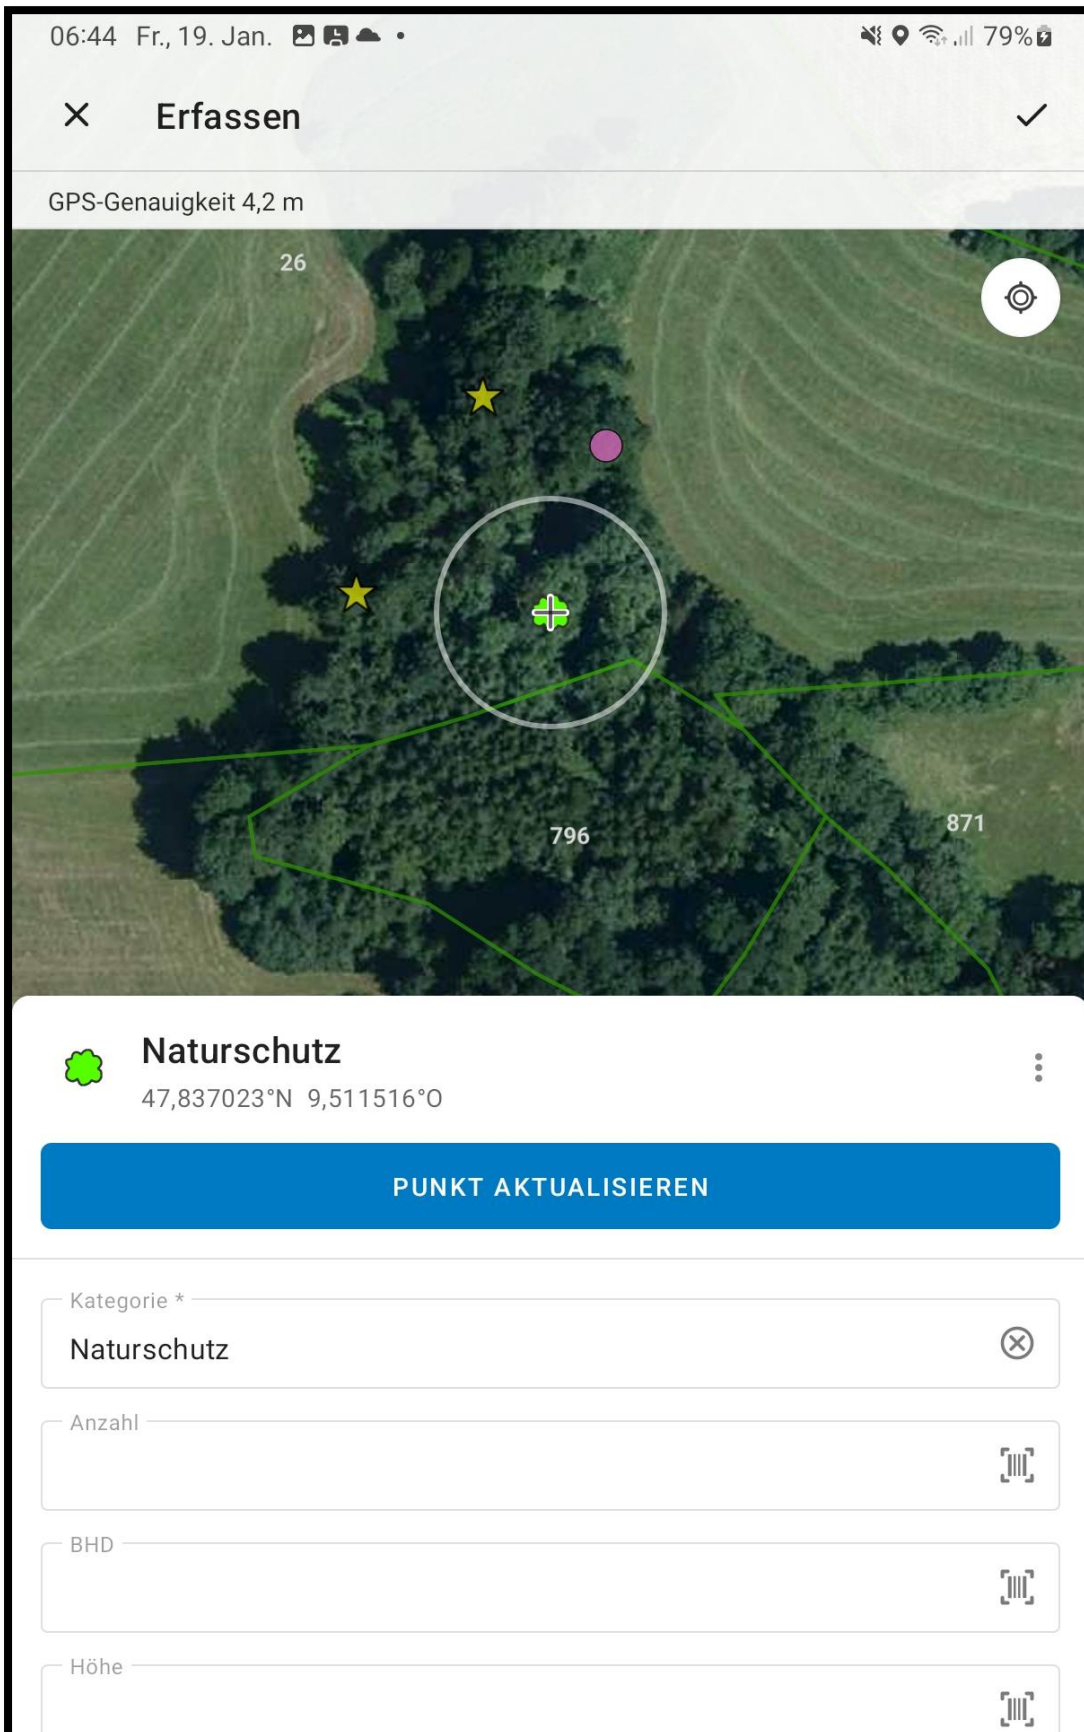 06:44 Fr., 19. Jan. 79%
Erfassen
GPS-Genauigkeit 4,2 m
26
796
871
Naturschutz
47,837023°N 9,511516°O
PUNKT AKTUALISIEREN
Kategorie *
Naturschutz
Anzahl
BHD
Höhe